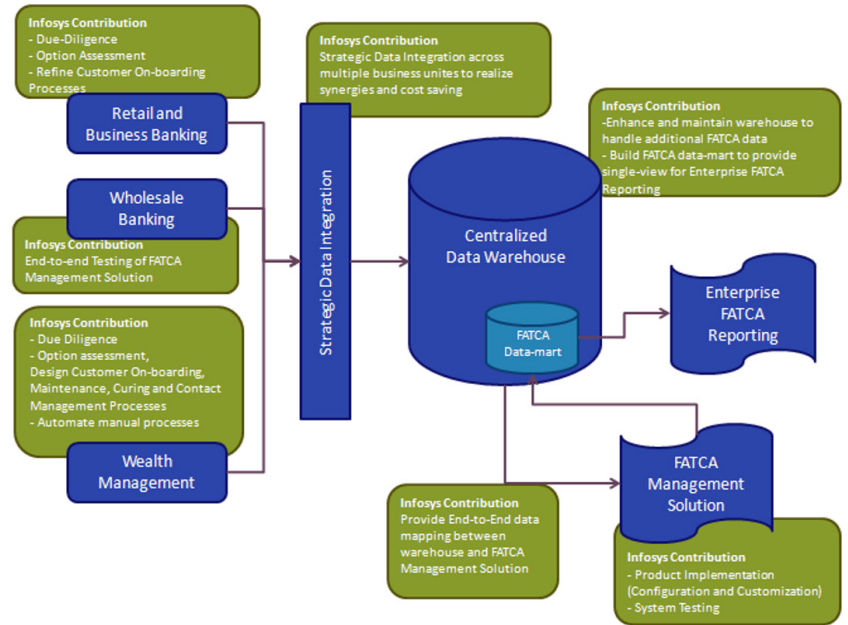 Infosys Contribution
- Due-Diligence
- Option Assessment
- Refine Customer On-boarding
Processes
Retail and
Business Banking
Wholesale
Banking
Infosys Contribution
End-to-end Testing of FATCA
Management Solution
Infosys Contribution
- Due Diligence
- Option assessment,
Design Customer On-boarding,
Maintenance, Curing and Contact
Management Processes
- Automate manual processes
Wealth
Management
Infosys Contribution
Strategic Data Integration across
multiple business unites to realize
synergies and cost saving
Strategic Data Integration
Infosys Contribution
-Enhance and maintain warehouse to
handle additional FATCA data
- Build FATCA data-mart to provide
single-view for Enterprise FATCA
Reporting
Centralized
Data Warehouse
FATCA
Data-mart
Enterprise
FATCA
Reporting
FATCA
Management
Solution
Infosys Contribution
Provide End-to-End data
mapping between
warehouse and FATCA
Management Solution
Infosys Contribution
- Product Implementation
(Configuration and Customization)
- System Testing